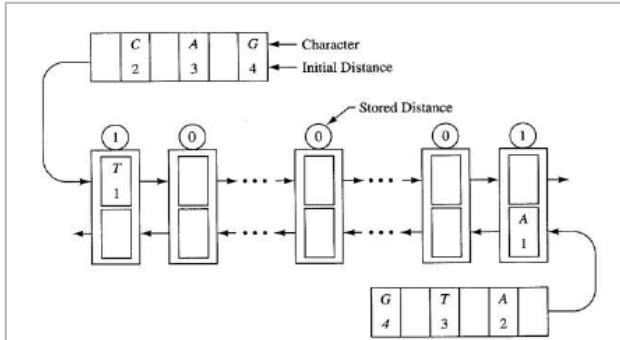 C A G Character
2 3 4 Initial Distance
Stored Distance
1 0 0 0 1
T
1
A
1
G T A
4 3 2